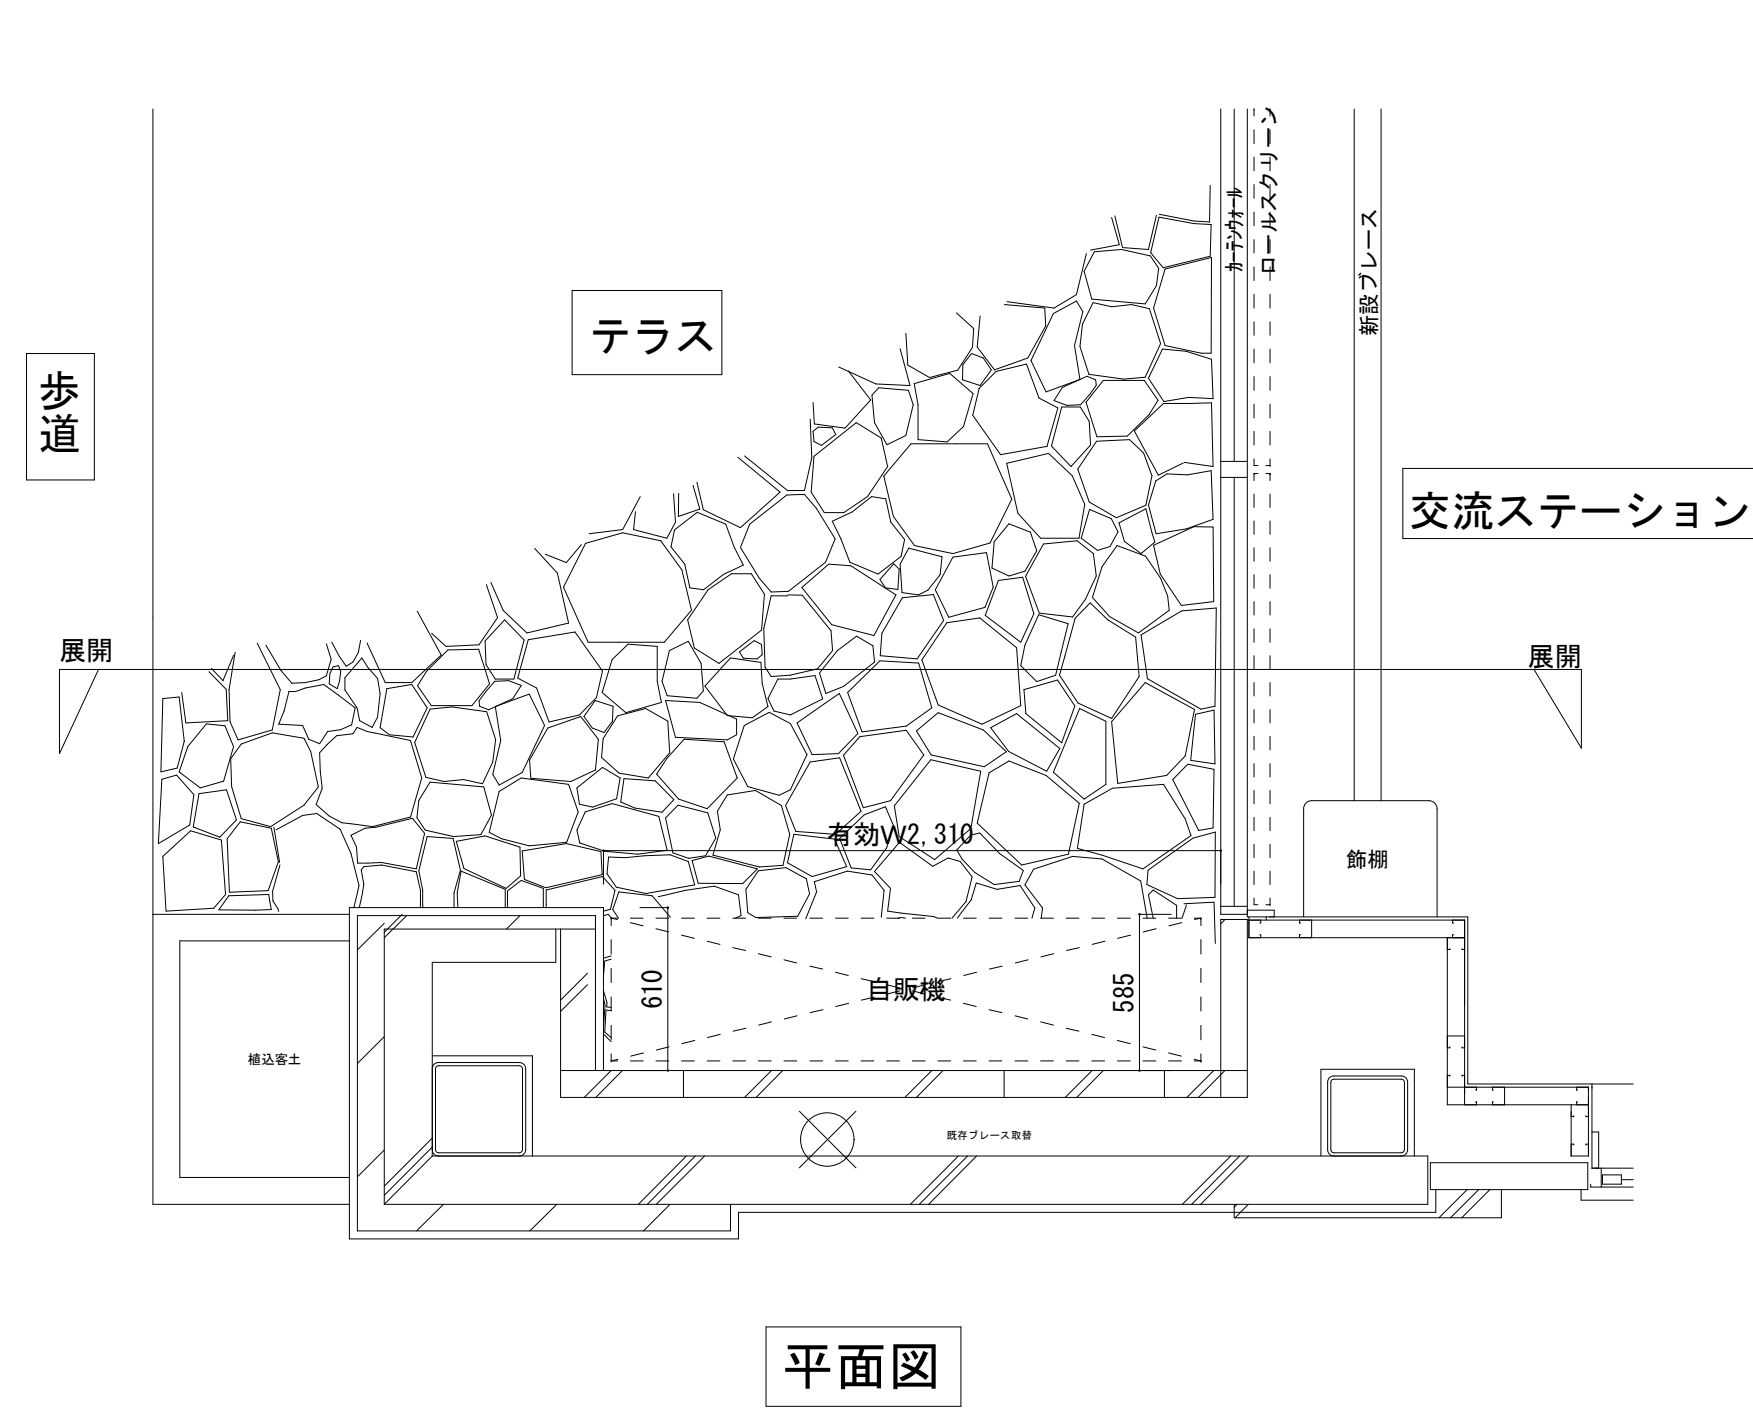 ロールスクリーン
カーテンウォール
新設ブレース
テラス
歩道
交流ステーション
展開
展開
有効W2,310
飾棚
610
自販機
585
植込客土
既存ブレース取替
平面図